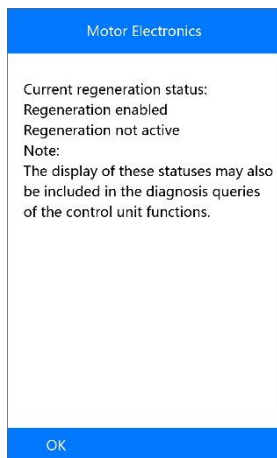 Motor Electronics
Current regeneration status:
Regeneration enabled
Regeneration not active
Note:
The display of these statuses may also
be included in the diagnosis queries
of the control unit functions.
OK